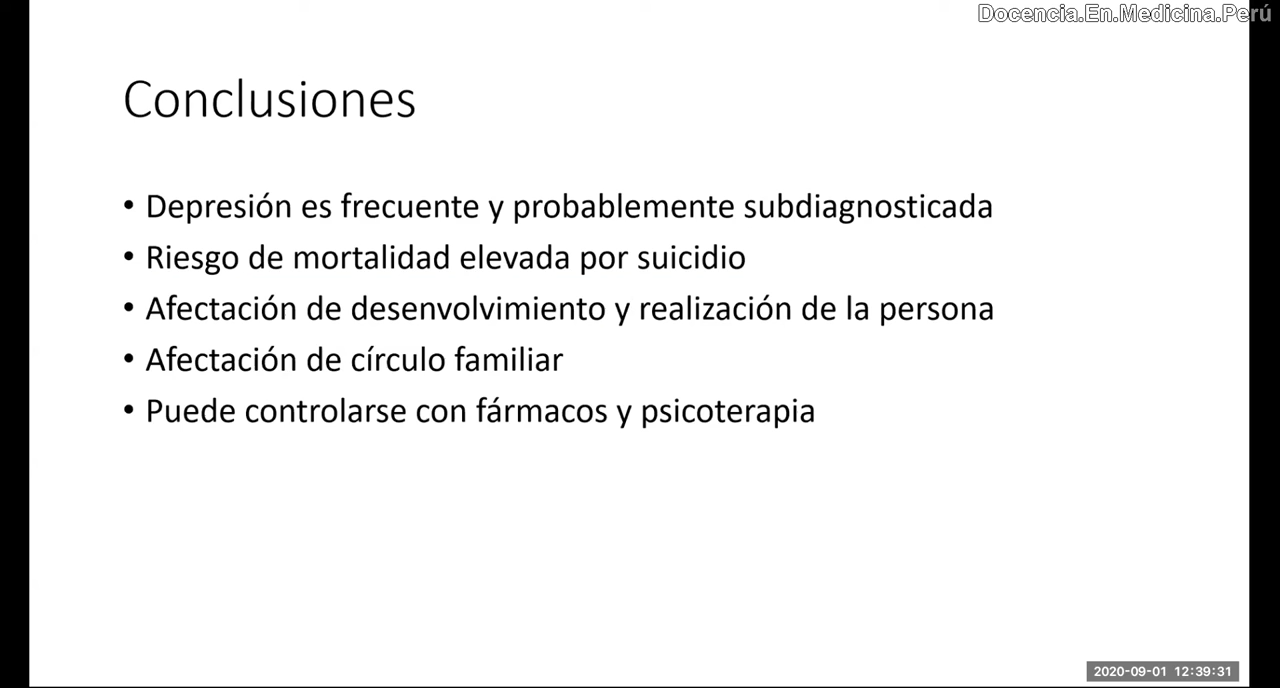 Docencia.En.Medicina.Perú
Conclusiones
• Depresión es frecuente y probablemente subdiagnosticada
• Riesgo de mortalidad elevada por suicidio
• Afectación de desenvolvimiento y realización de la persona
• Afectación de círculo familiar
• Puede controlarse con fármacos y psicoterapia
2020-09-01 12:39:31